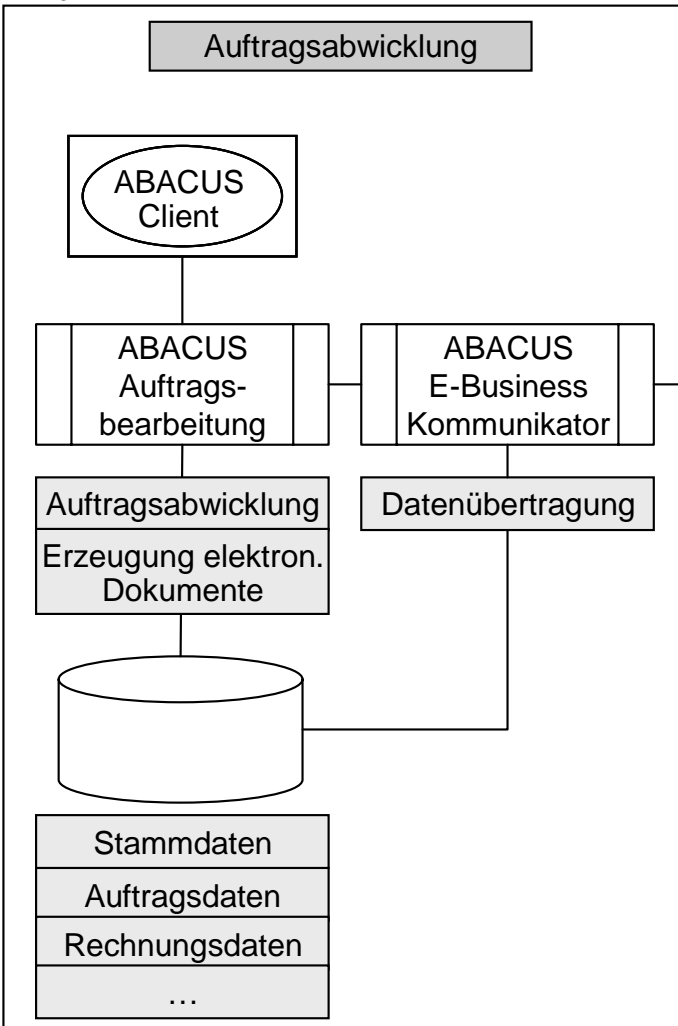 Auftragsabwicklung
ABACUS
Client
ABACUS
Auftrags-
bearbeitung
ABACUS
E-Business
Kommunikator
Auftragsabwicklung
Erzeugung elektron.
Dokumente
Datenübertragung
Stammdaten
Auftragsdaten
Rechnungsdaten
…